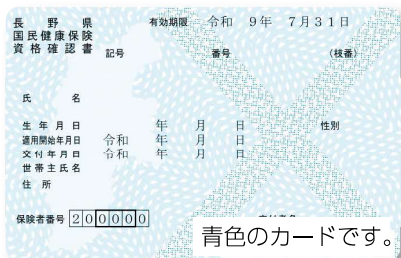 長野県 有効期限 令和 9年 7月31日
国民健康保険
資格確認書 記号 番号 (枝番)
氏名
生年月日 年 月 日 性別
適用開始年月日 令和 年 月 日
交付年月日 令和 年 月 日
世帯主氏名
住所
保険者番号 200000
青色のカードです。